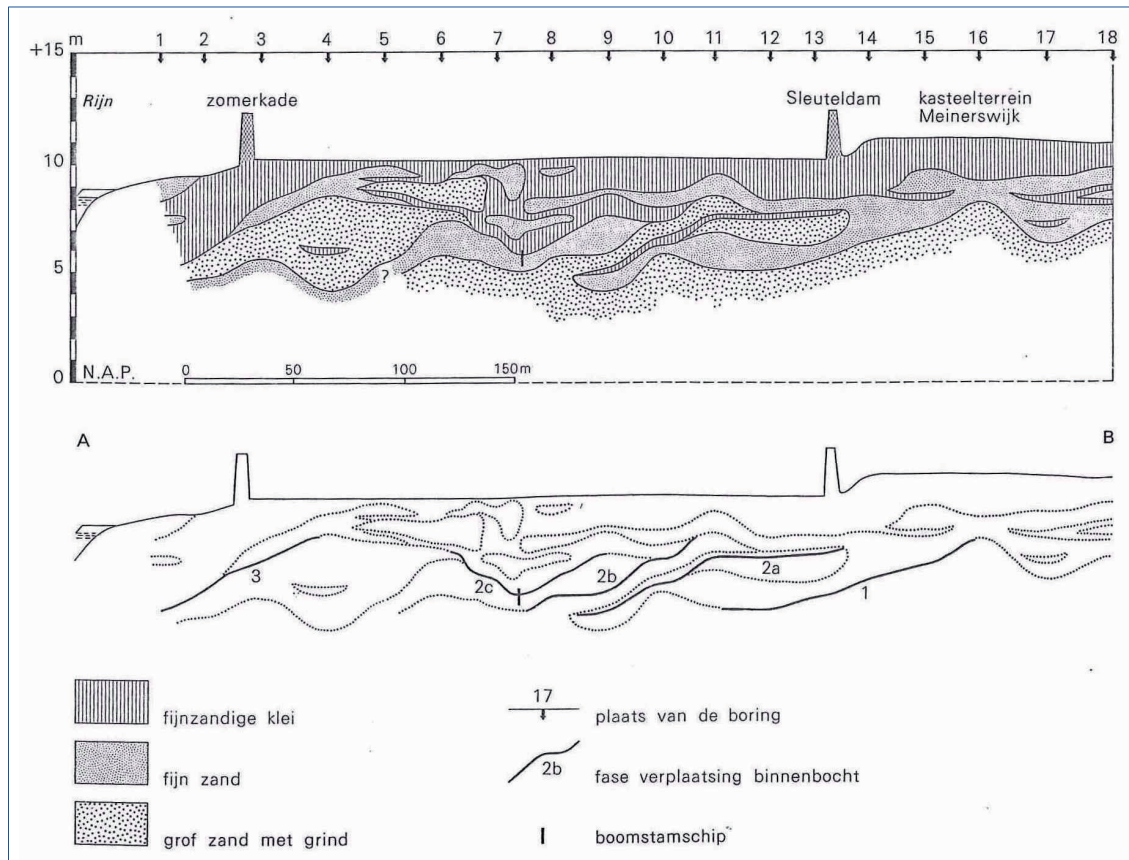 +15 m 1 2 3 4 5 6 7 8 9 10 11 12 13 14 15 16 17 18
Rijn zomerkade Sleuteldam kasteelterrein
Meinerswijk
10
5
?
0 N.A.P. 0 50 100 150 m
A B
3 2c 2b 2a 1
fijnzandige klei
17
plaats van de boring
fijn zand
2b
fase verplaatsing binnenbocht
grof zand met grind
boomstamschip